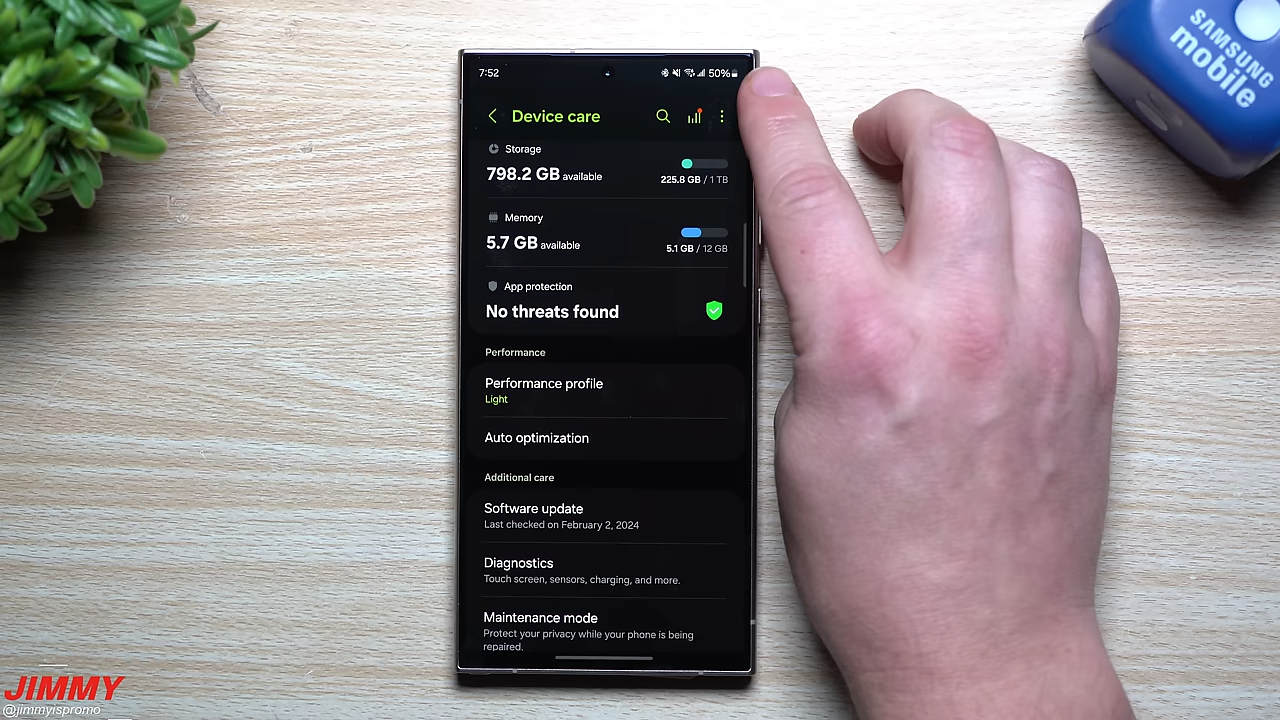 7:52
50%
Device care
Storage
798.2 GB available
225.8 GB / 1 TB
Memory
5.7 GB available
5.1 GB / 12 GB
App protection
No threats found
Performance
Performance profile
Light
Auto optimization
Additional care
Software update
Last checked on February 2, 2024
Diagnostics
Touch screen, sensors, charging, and more.
Maintenance mode
Protect your privacy while your phone is being
repaired.
SAMSUNG
mobile
JIMMY
@jimmyispromo